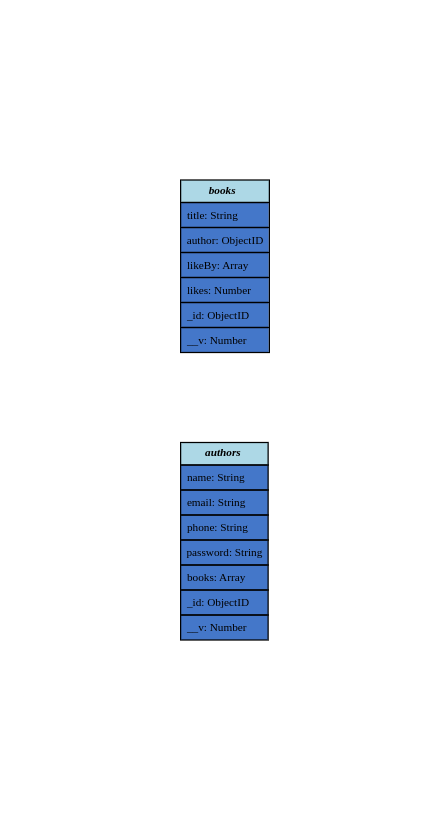 books
title: String
author: ObjectID
likeBy: Array
likes: Number
_id: ObjectID
__v: Number
authors
name: String
email: String
phone: String
password: String
books: Array
_id: ObjectID
__v: Number